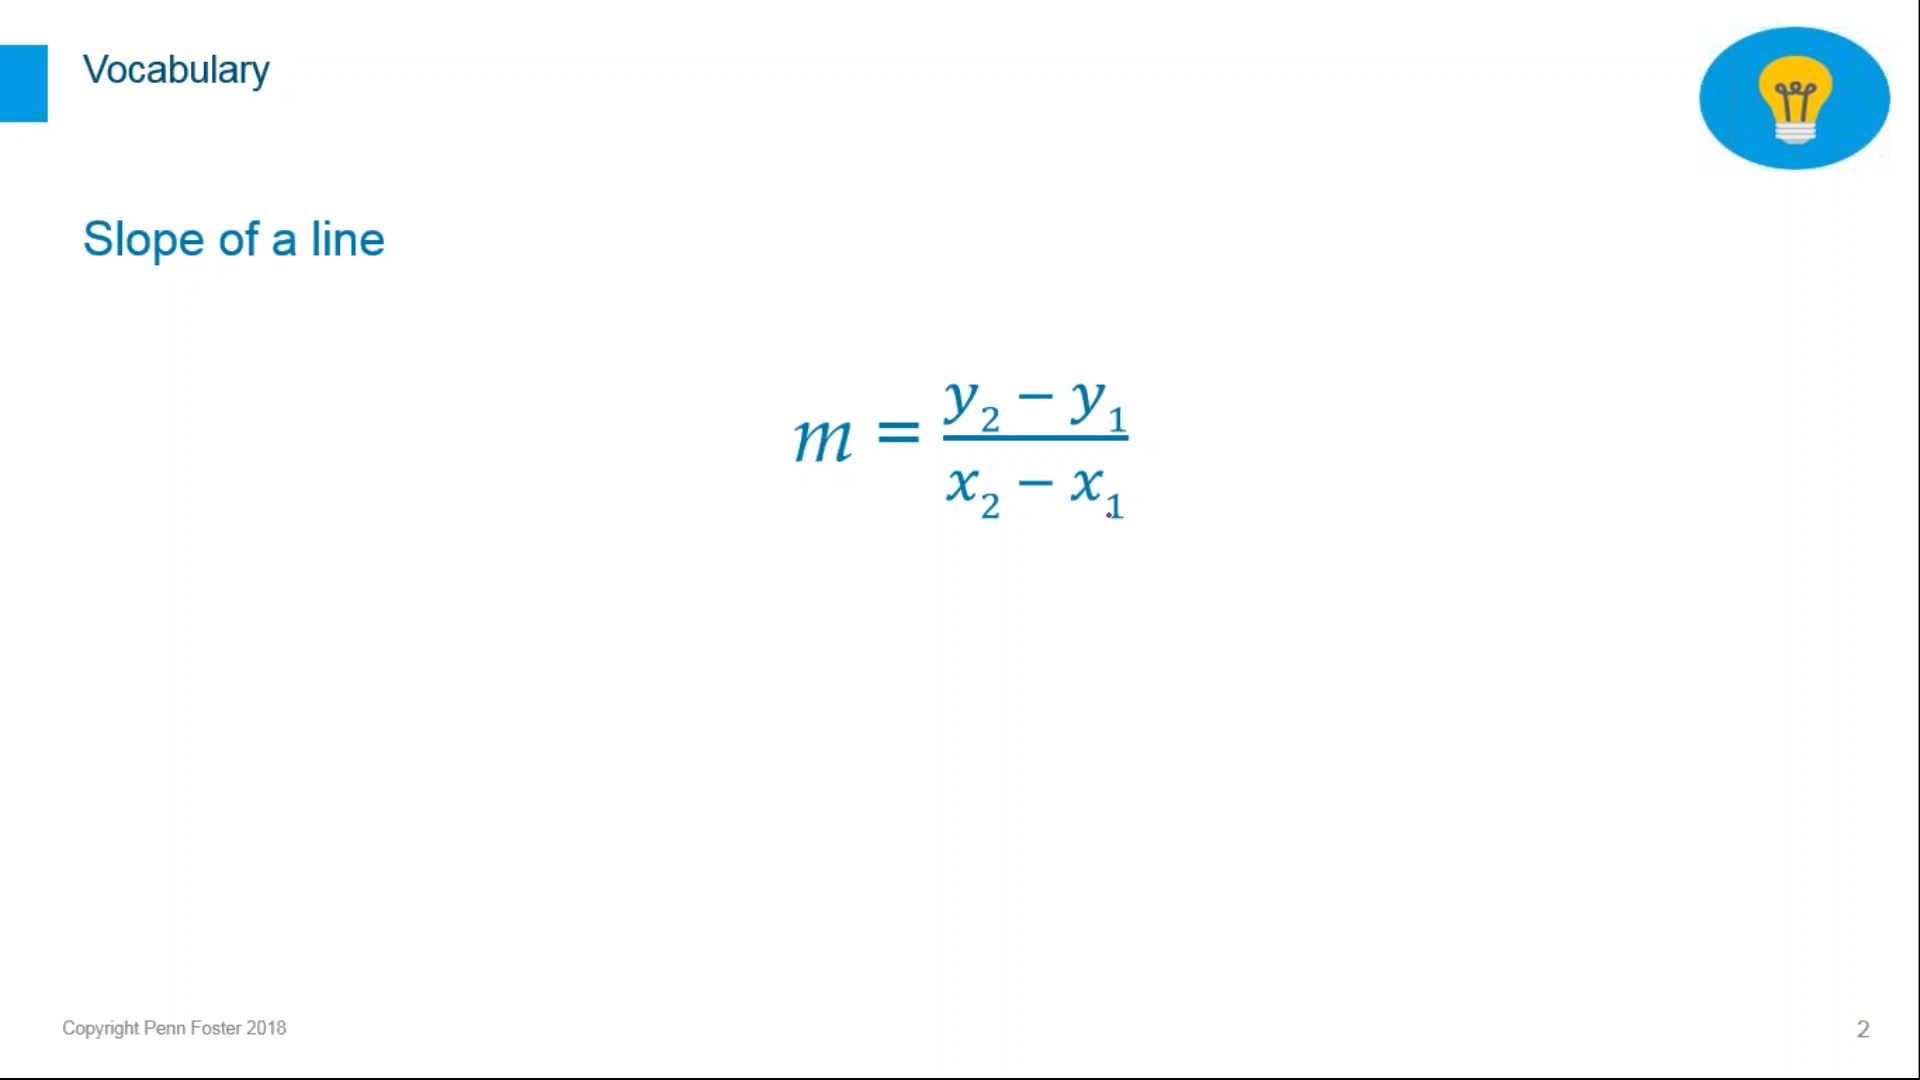 Vocabulary
Slope of a line
m = y₂ − y₁ / x₂ − x₁
Copyright Penn Foster 2018
2